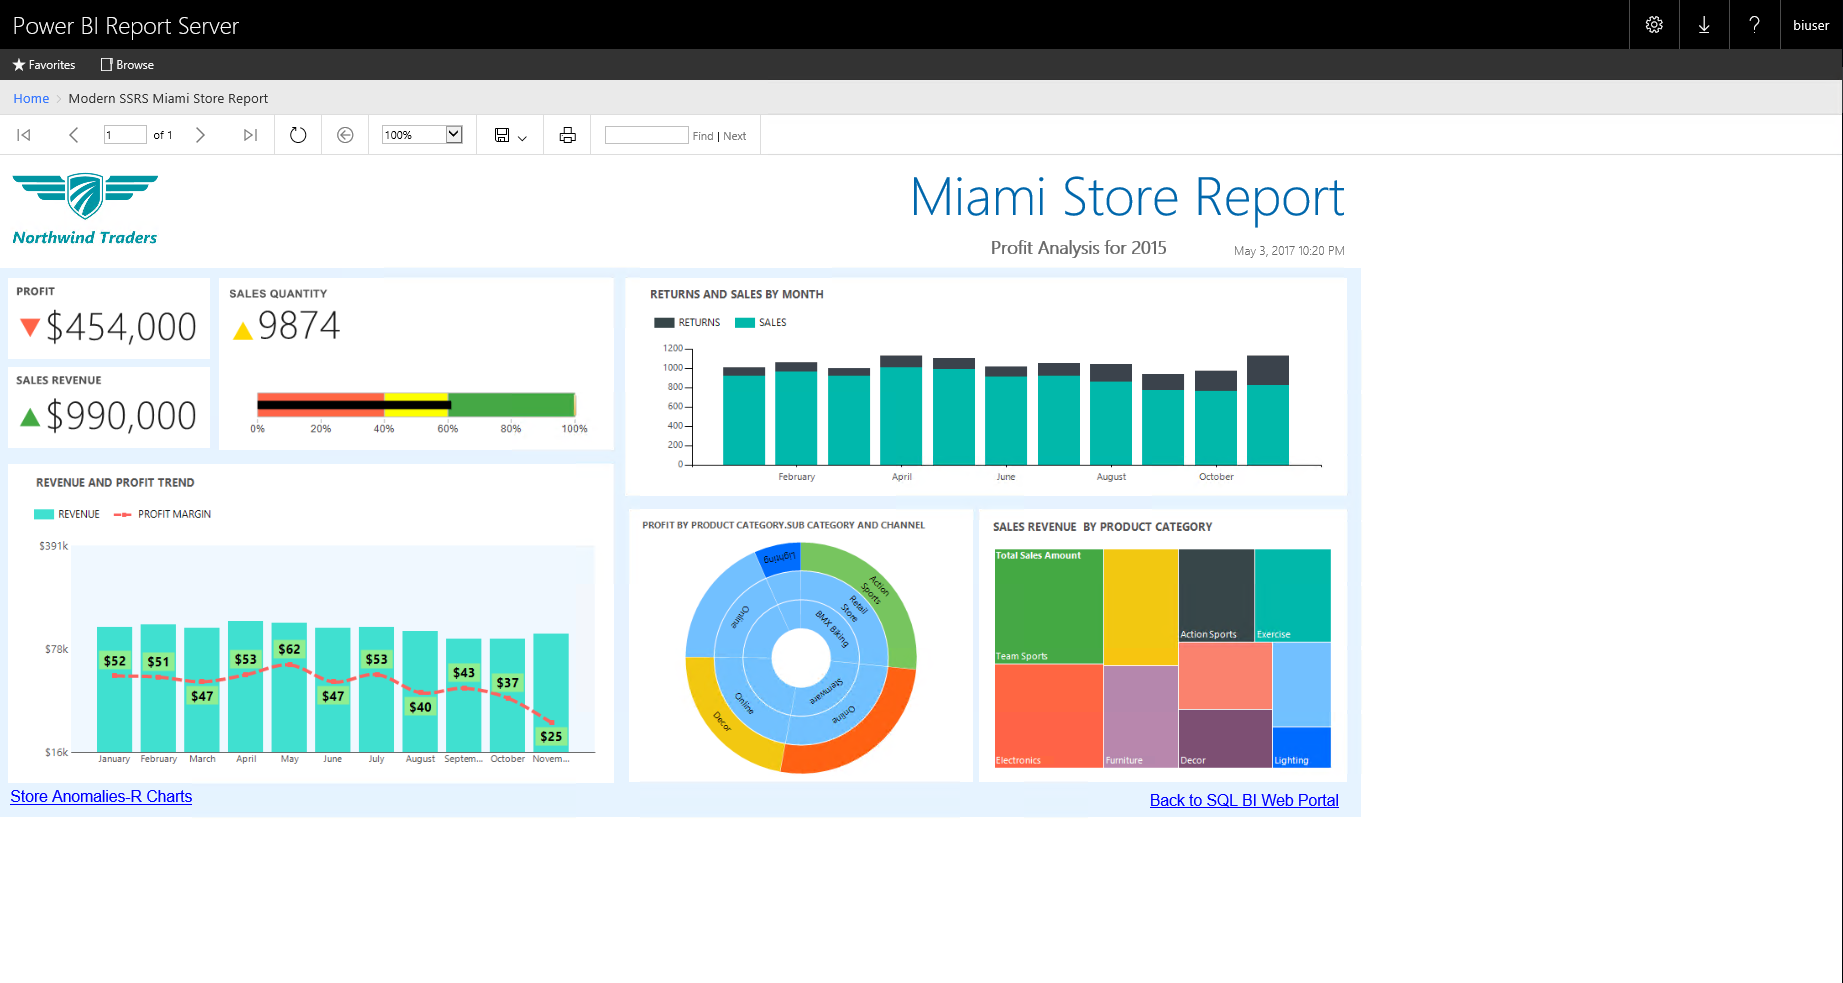 Power BI Report Server
biuser
Favorites Browse
Home > Modern SSRS Miami Store Report
1 of 1 100% Find | Next
Northwind Traders
Miami Store Report
Profit Analysis for 2015 May 3, 2017 10:20 PM
PROFIT
$454,000
SALES REVENUE
$990,000
SALES QUANTITY
9874
0% 20% 40% 60% 80% 100%
RETURNS AND SALES BY MONTH
RETURNS SALES
1200
1000
800
600
400
200
0
February April June August October
REVENUE AND PROFIT TREND
REVENUE PROFIT MARGIN
$391k
$78k
$16k
$52 $51 $47 $53 $62 $47 $53 $40 $43 $37 $25
January February March April May June July August Septem... October Novem...
PROFIT BY PRODUCT CATEGORY.SUB CATEGORY AND CHANNEL
Lighting
Action
Sports
Retail
Store
BMX Biking
Online
Stemware
Online
Online
Decor
SALES REVENUE BY PRODUCT CATEGORY
Total Sales Amount
Team Sports
Action Sports
Exercise
Electronics
Furniture
Decor
Lighting
Store Anomalies-R Charts
Back to SQL BI Web Portal